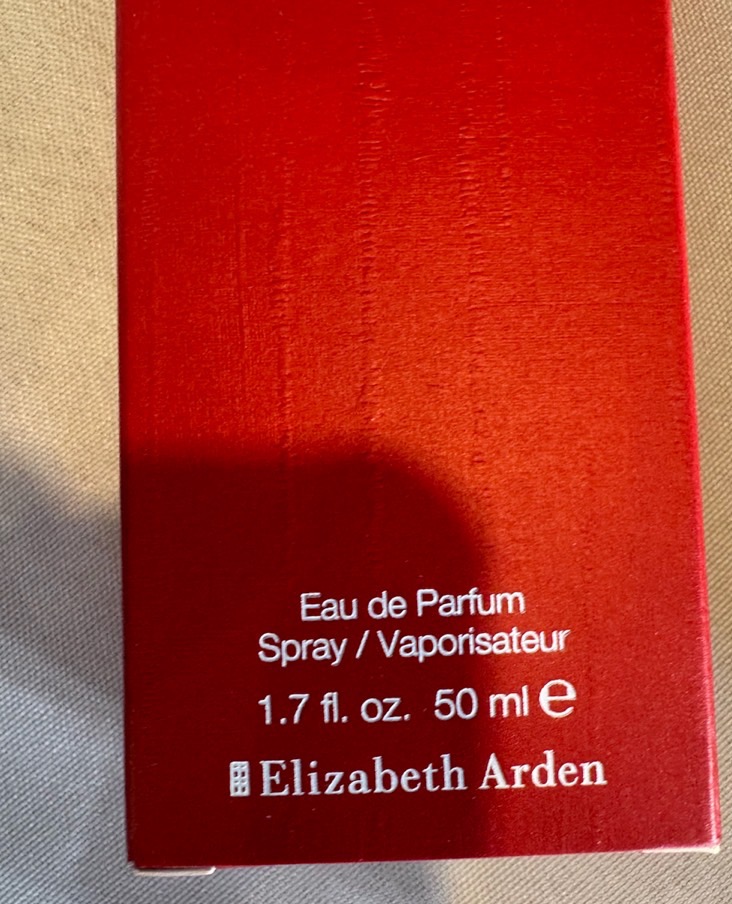 Eau de Parfum
Spray / Vaporisateur
1.7 fl. oz. 50 ml ℮
Elizabeth Arden